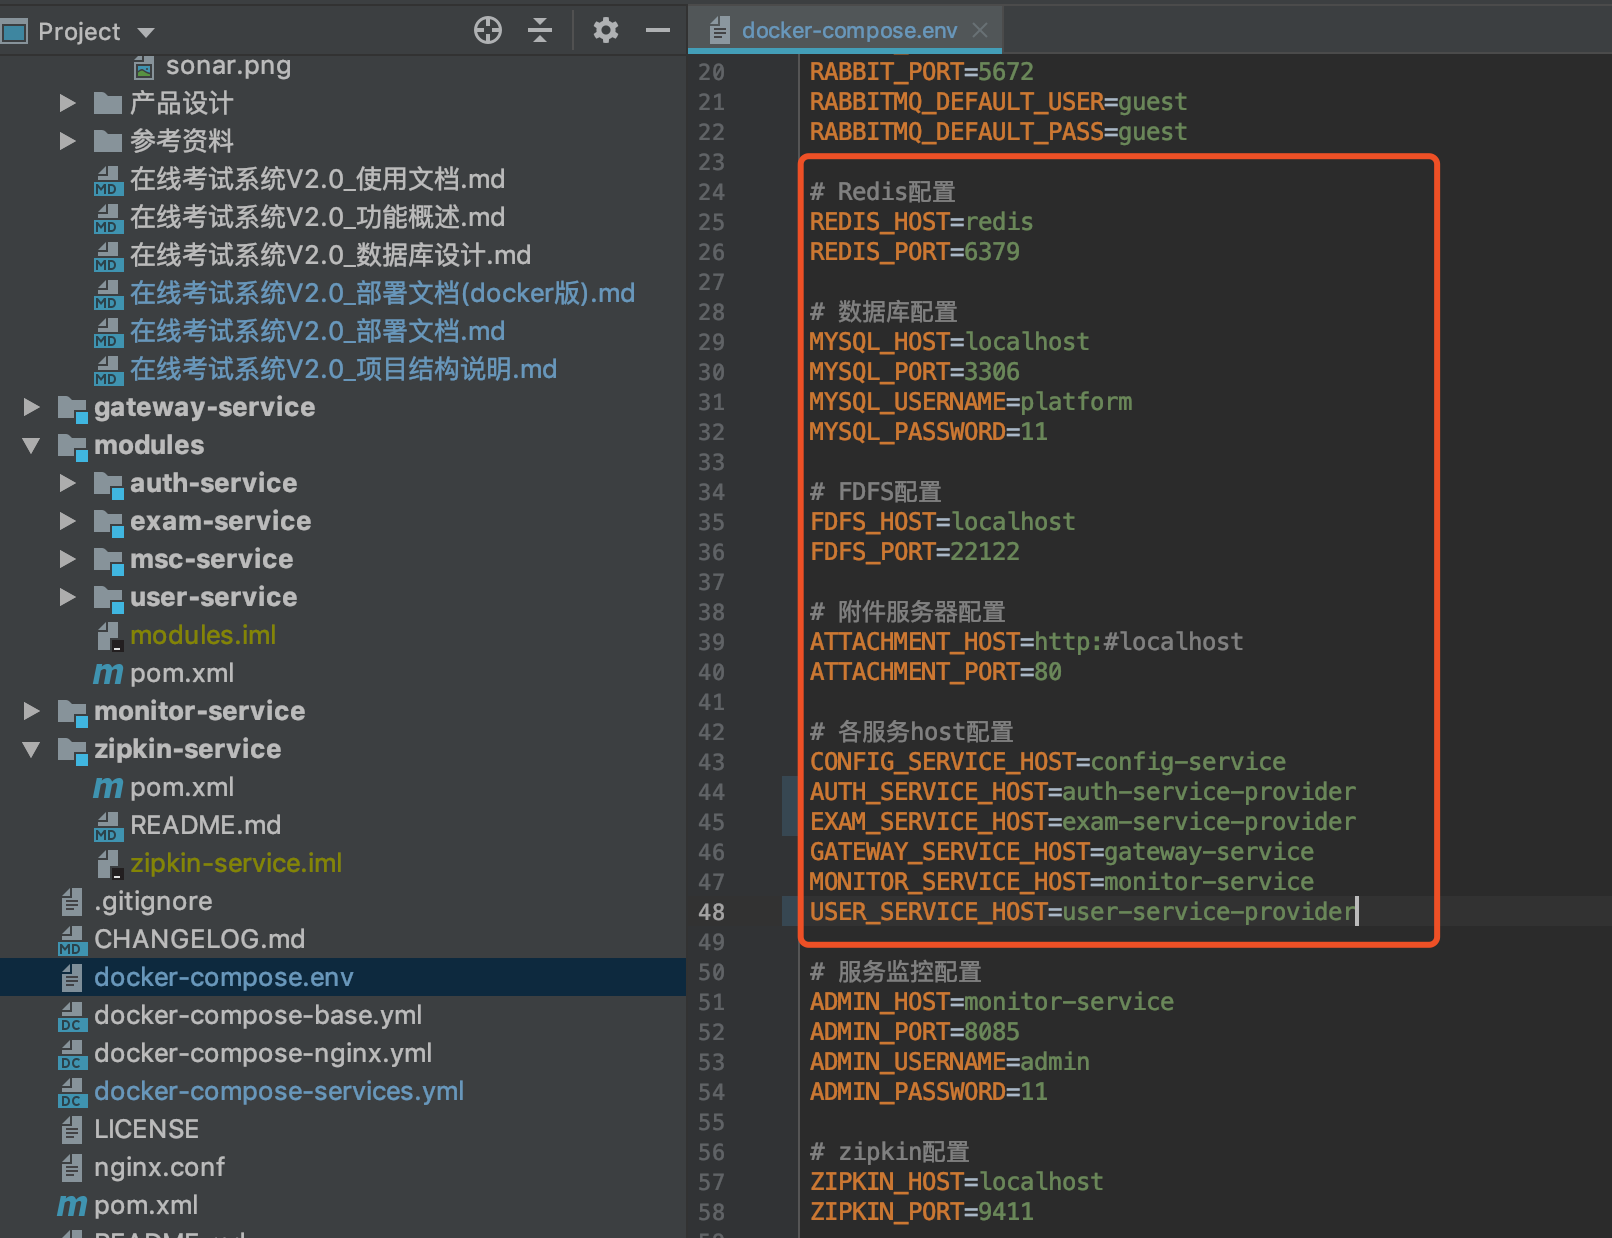 Project
docker-compose.env
sonar.png
产品设计
参考资料
在线考试系统V2.0_使用文档.md
在线考试系统V2.0_功能概述.md
在线考试系统V2.0_数据库设计.md
在线考试系统V2.0_部署文档(docker版).md
在线考试系统V2.0_部署文档.md
在线考试系统V2.0_项目结构说明.md
gateway-service
modules
auth-service
exam-service
msc-service
user-service
modules.iml
pom.xml
monitor-service
zipkin-service
pom.xml
README.md
zipkin-service.iml
.gitignore
CHANGELOG.md
docker-compose.env
docker-compose-base.yml
docker-compose-nginx.yml
docker-compose-services.yml
LICENSE
nginx.conf
pom.xml
README.md
20 RABBIT_PORT=5672
21 RABBITMQ_DEFAULT_USER=guest
22 RABBITMQ_DEFAULT_PASS=guest
23
24 # Redis配置
25 REDIS_HOST=redis
26 REDIS_PORT=6379
27
28 # 数据库配置
29 MYSQL_HOST=localhost
30 MYSQL_PORT=3306
31 MYSQL_USERNAME=platform
32 MYSQL_PASSWORD=11
33
34 # FDFS配置
35 FDFS_HOST=localhost
36 FDFS_PORT=22122
37
38 # 附件服务器配置
39 ATTACHMENT_HOST=http:#localhost
40 ATTACHMENT_PORT=80
41
42 # 各服务host配置
43 CONFIG_SERVICE_HOST=config-service
44 AUTH_SERVICE_HOST=auth-service-provider
45 EXAM_SERVICE_HOST=exam-service-provider
46 GATEWAY_SERVICE_HOST=gateway-service
47 MONITOR_SERVICE_HOST=monitor-service
48 USER_SERVICE_HOST=user-service-provider
49
50 # 服务监控配置
51 ADMIN_HOST=monitor-service
52 ADMIN_PORT=8085
53 ADMIN_USERNAME=admin
54 ADMIN_PASSWORD=11
55
56 # zipkin配置
57 ZIPKIN_HOST=localhost
58 ZIPKIN_PORT=9411